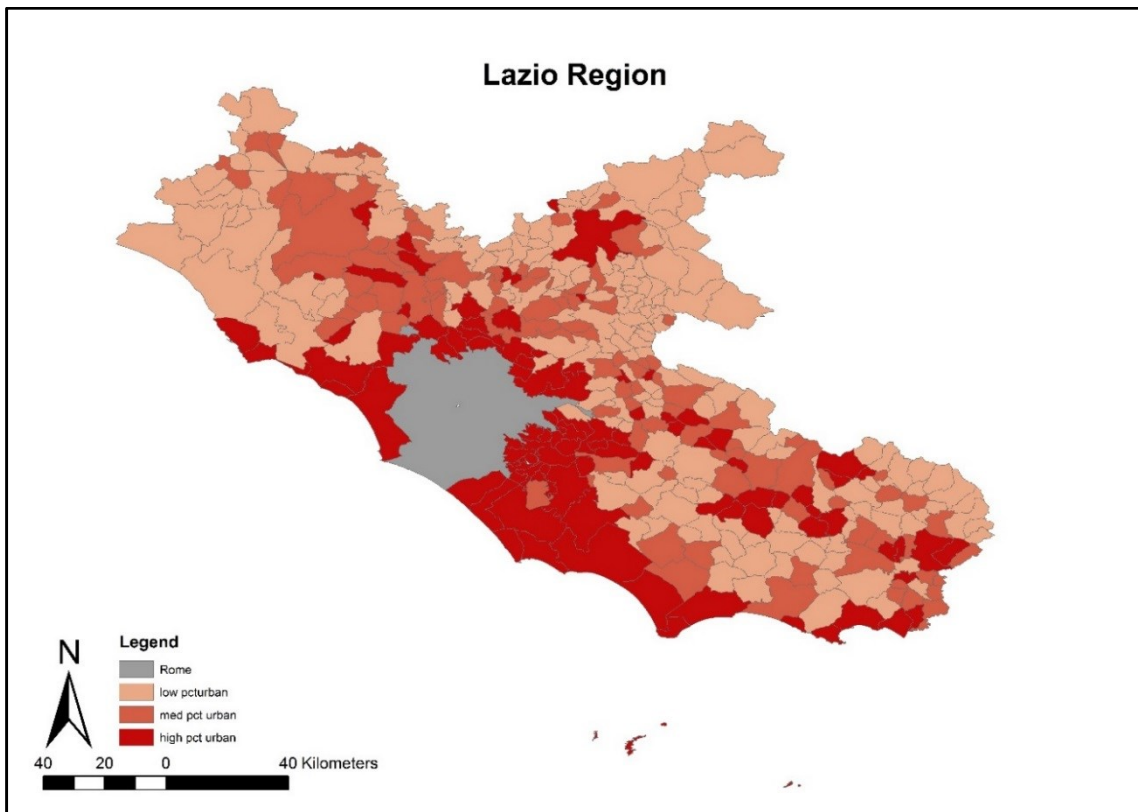 Lazio Region
N
Legend
Rome
low pcturban
med pct urban
high pct urban
40 20 0 40 Kilometers